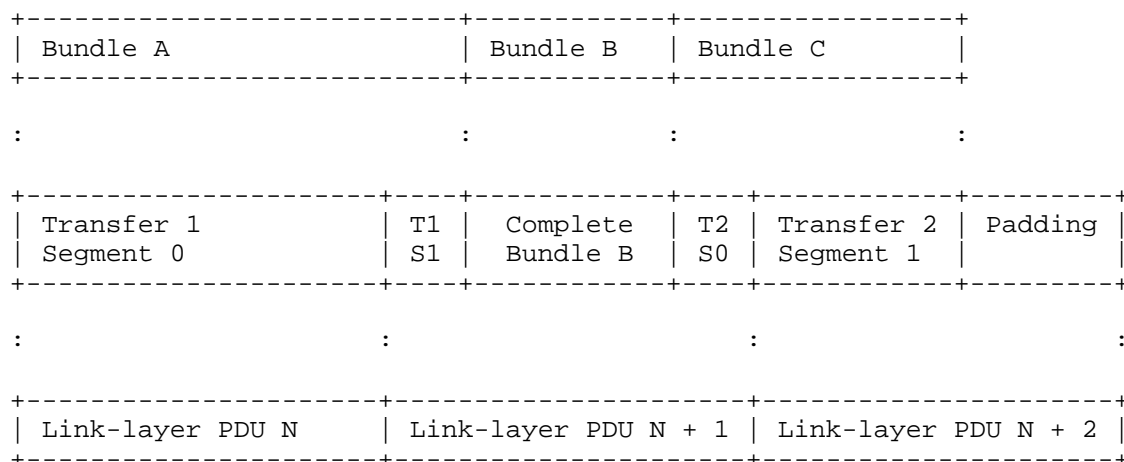 Bundle A Bundle B Bundle C
Transfer 1 T1 Complete T2 Transfer 2 Padding
Segment 0 S1 Bundle B S0 Segment 1
Link-layer PDU N Link-layer PDU N + 1 Link-layer PDU N + 2